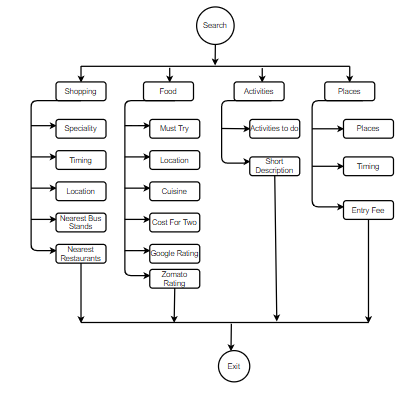 Search
Shopping
Food
Activities
Places
Speciality
Must Try
Activities to do
Places
Timing
Location
Short
Description
Timing
Location
Cuisine
Entry Fee
Nearest Bus
Stands
Cost For Two
Nearest
Restaurants
Google Rating
Zomato
Rating
Exit